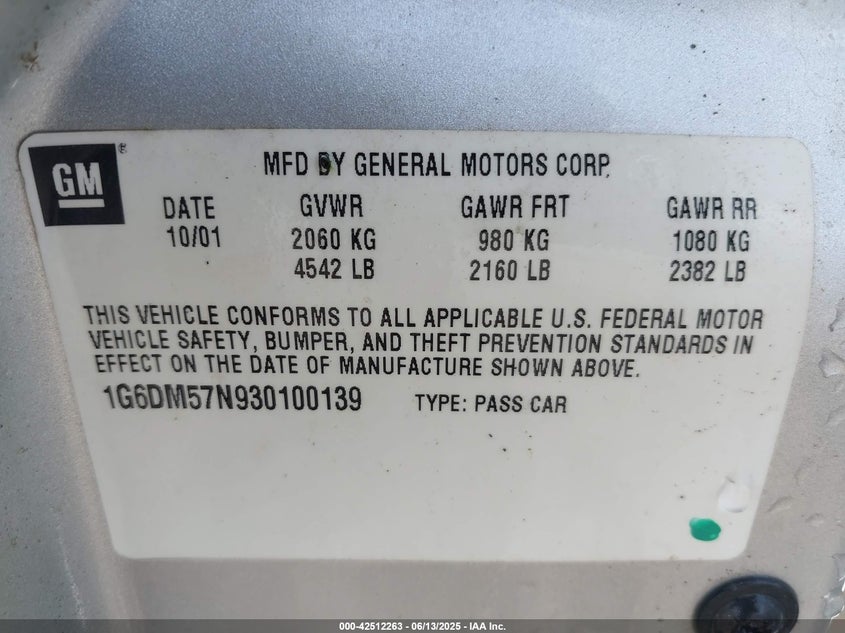 GM®
MFD BY GENERAL MOTORS CORP.
DATE GVWR GAWR FRT GAWR RR
10/01 2060 KG 980 KG 1080 KG
4542 LB 2160 LB 2382 LB
THIS VEHICLE CONFORMS TO ALL APPLICABLE U.S. FEDERAL MOTOR
VEHICLE SAFETY, BUMPER, AND THEFT PREVENTION STANDARDS IN
EFFECT ON THE DATE OF MANUFACTURE SHOWN ABOVE.
1G6DM57N930100139 TYPE: PASS CAR
000-42512263 - 06/13/2025 - IAA Inc.